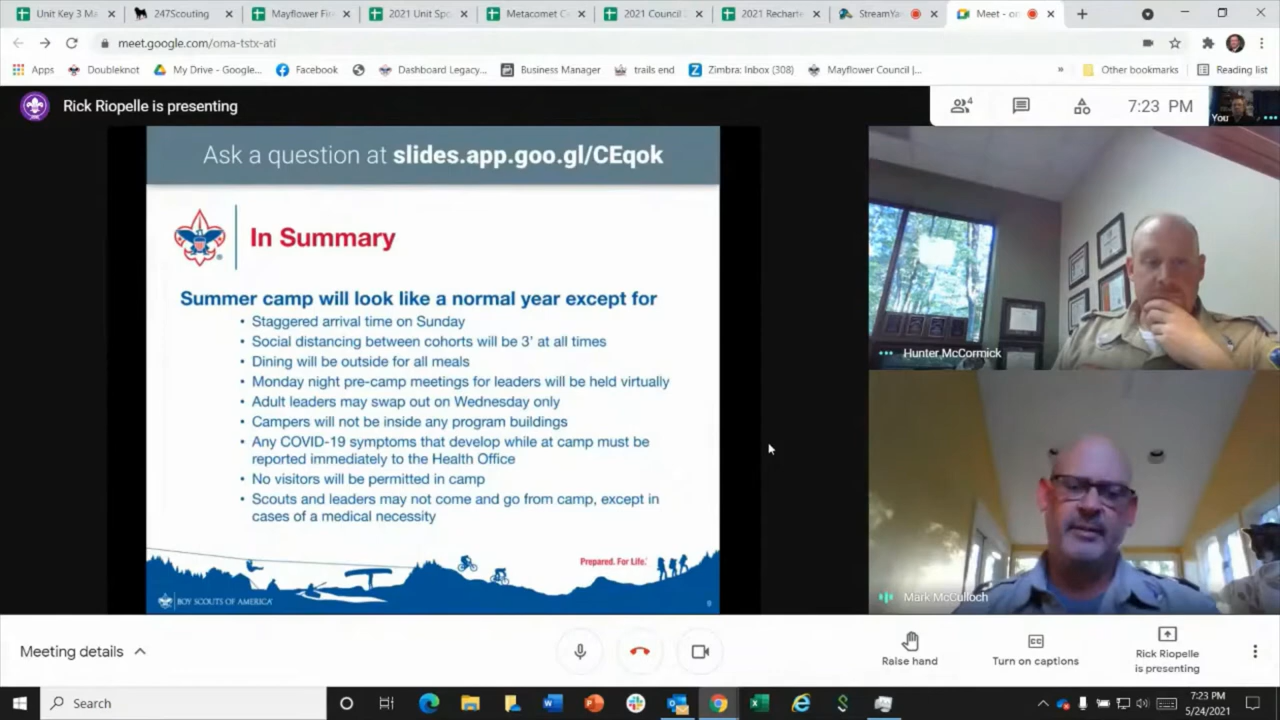 Unit Key 3 M
247Scouting
Mayflower Fi
2021 Unit Spo
Metacomet C
2021 Council
2021 Rechart
StreamYa
Meet - o
meet.google.com/oma-tstx-ati
Apps
Doubleknot
My Drive - Google...
Facebook
Dashboard Legacy...
Business Manager
trails end
Zimbra: Inbox (308)
Mayflower Council |...
»
Other bookmarks
Reading list
Rick Riopelle is presenting
4
7:23 PM
You
Ask a question at slides.app.goo.gl/CEqok
In Summary
Summer camp will look like a normal year except for
• Staggered arrival time on Sunday
• Social distancing between cohorts will be 3' at all times
• Dining will be outside for all meals
• Monday night pre-camp meetings for leaders will be held virtually
• Adult leaders may swap out on Wednesday only
• Campers will not be inside any program buildings
• Any COVID-19 symptoms that develop while at camp must be
reported immediately to the Health Office
• No visitors will be permitted in camp
• Scouts and leaders may not come and go from camp, except in
cases of a medical necessity
Prepared. For Life.
BOY SCOUTS OF AMERICA
9
Hunter McCormick
Mark McCulloch
Meeting details
Raise hand
Turn on captions
Rick Riopelle
is presenting
Search
7:23 PM
5/24/2021